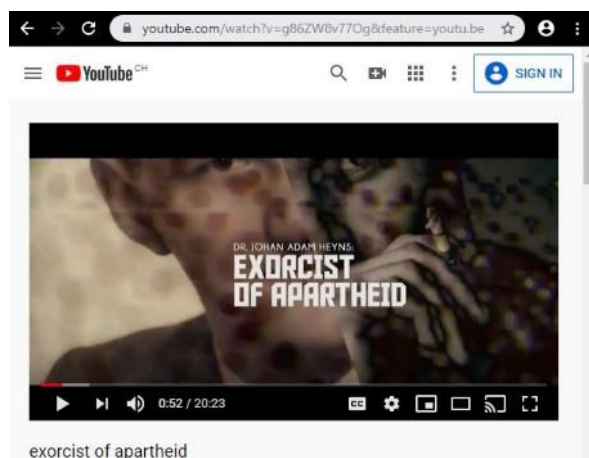 youtube.com/watch?v=g86ZW8v77Og&feature=youtu.be
YouTube CH
SIGN IN
DR. JOHAN ADAM HEYNS:
EXORCIST
OF APARTHEID
0:52 / 20:23
CC
exorcist of apartheid